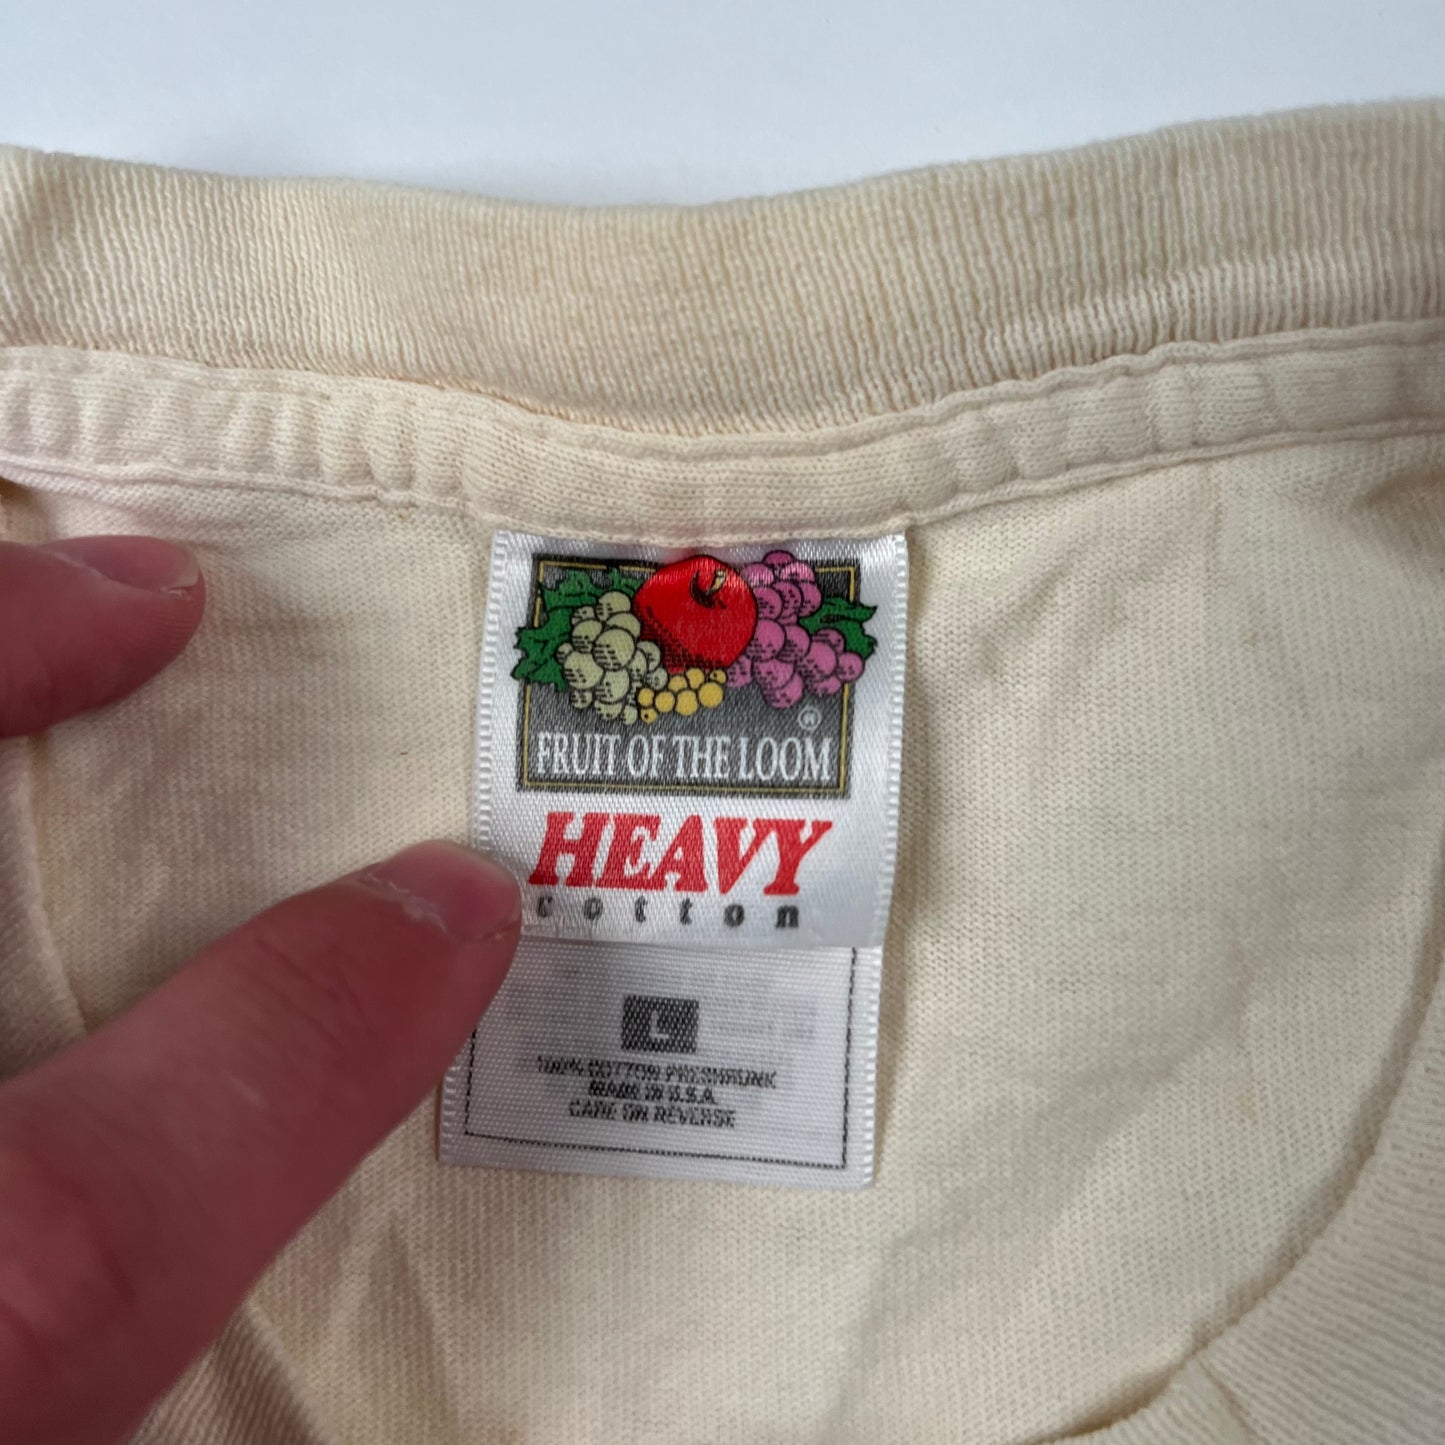 ®
FRUIT OF THE LOOM
HEAVY
cotton
L
100% COTTON PRESHRUNK
MADE IN U.S.A.
CARE ON REVERSE